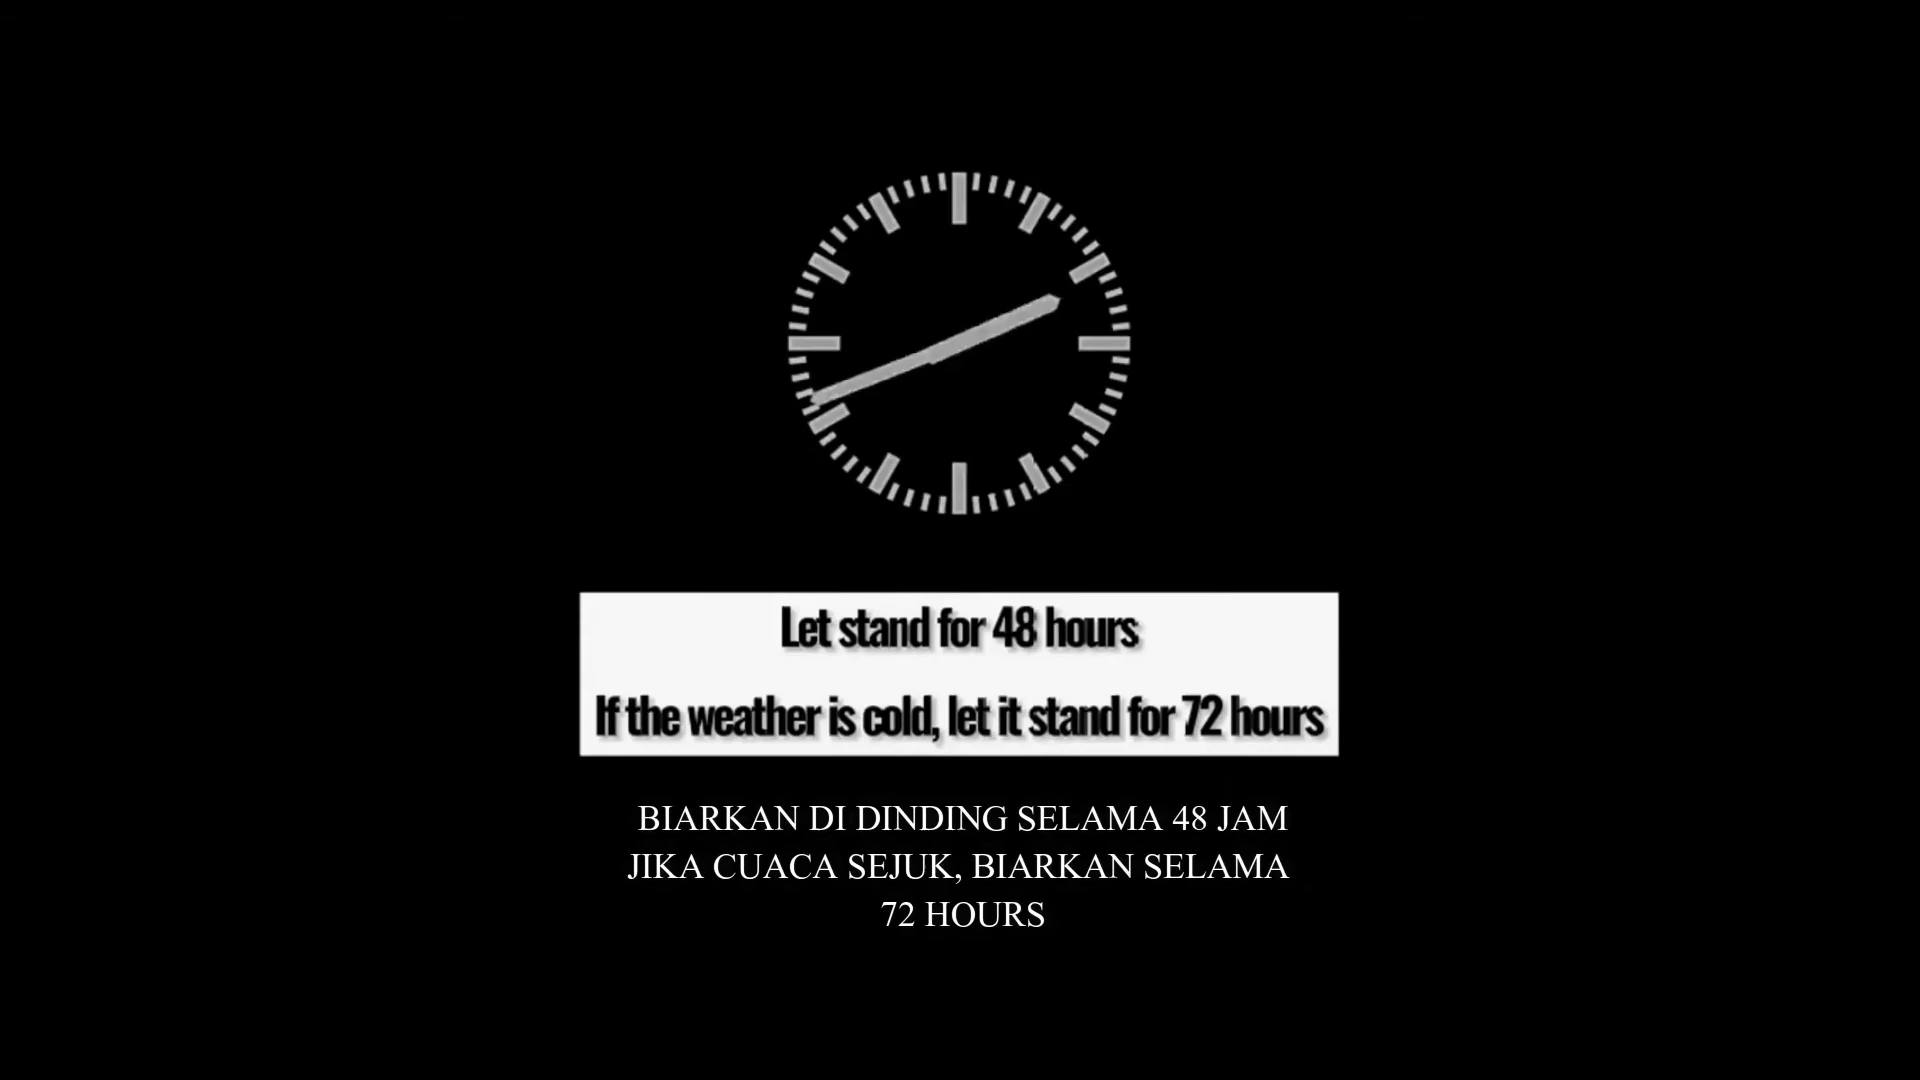 Let stand for 48 hours
If the weather is cold, let it stand for 72 hours
BIARKAN DI DINDING SELAMA 48 JAM
JIKA CUACA SEJUK, BIARKAN SELAMA
72 HOURS